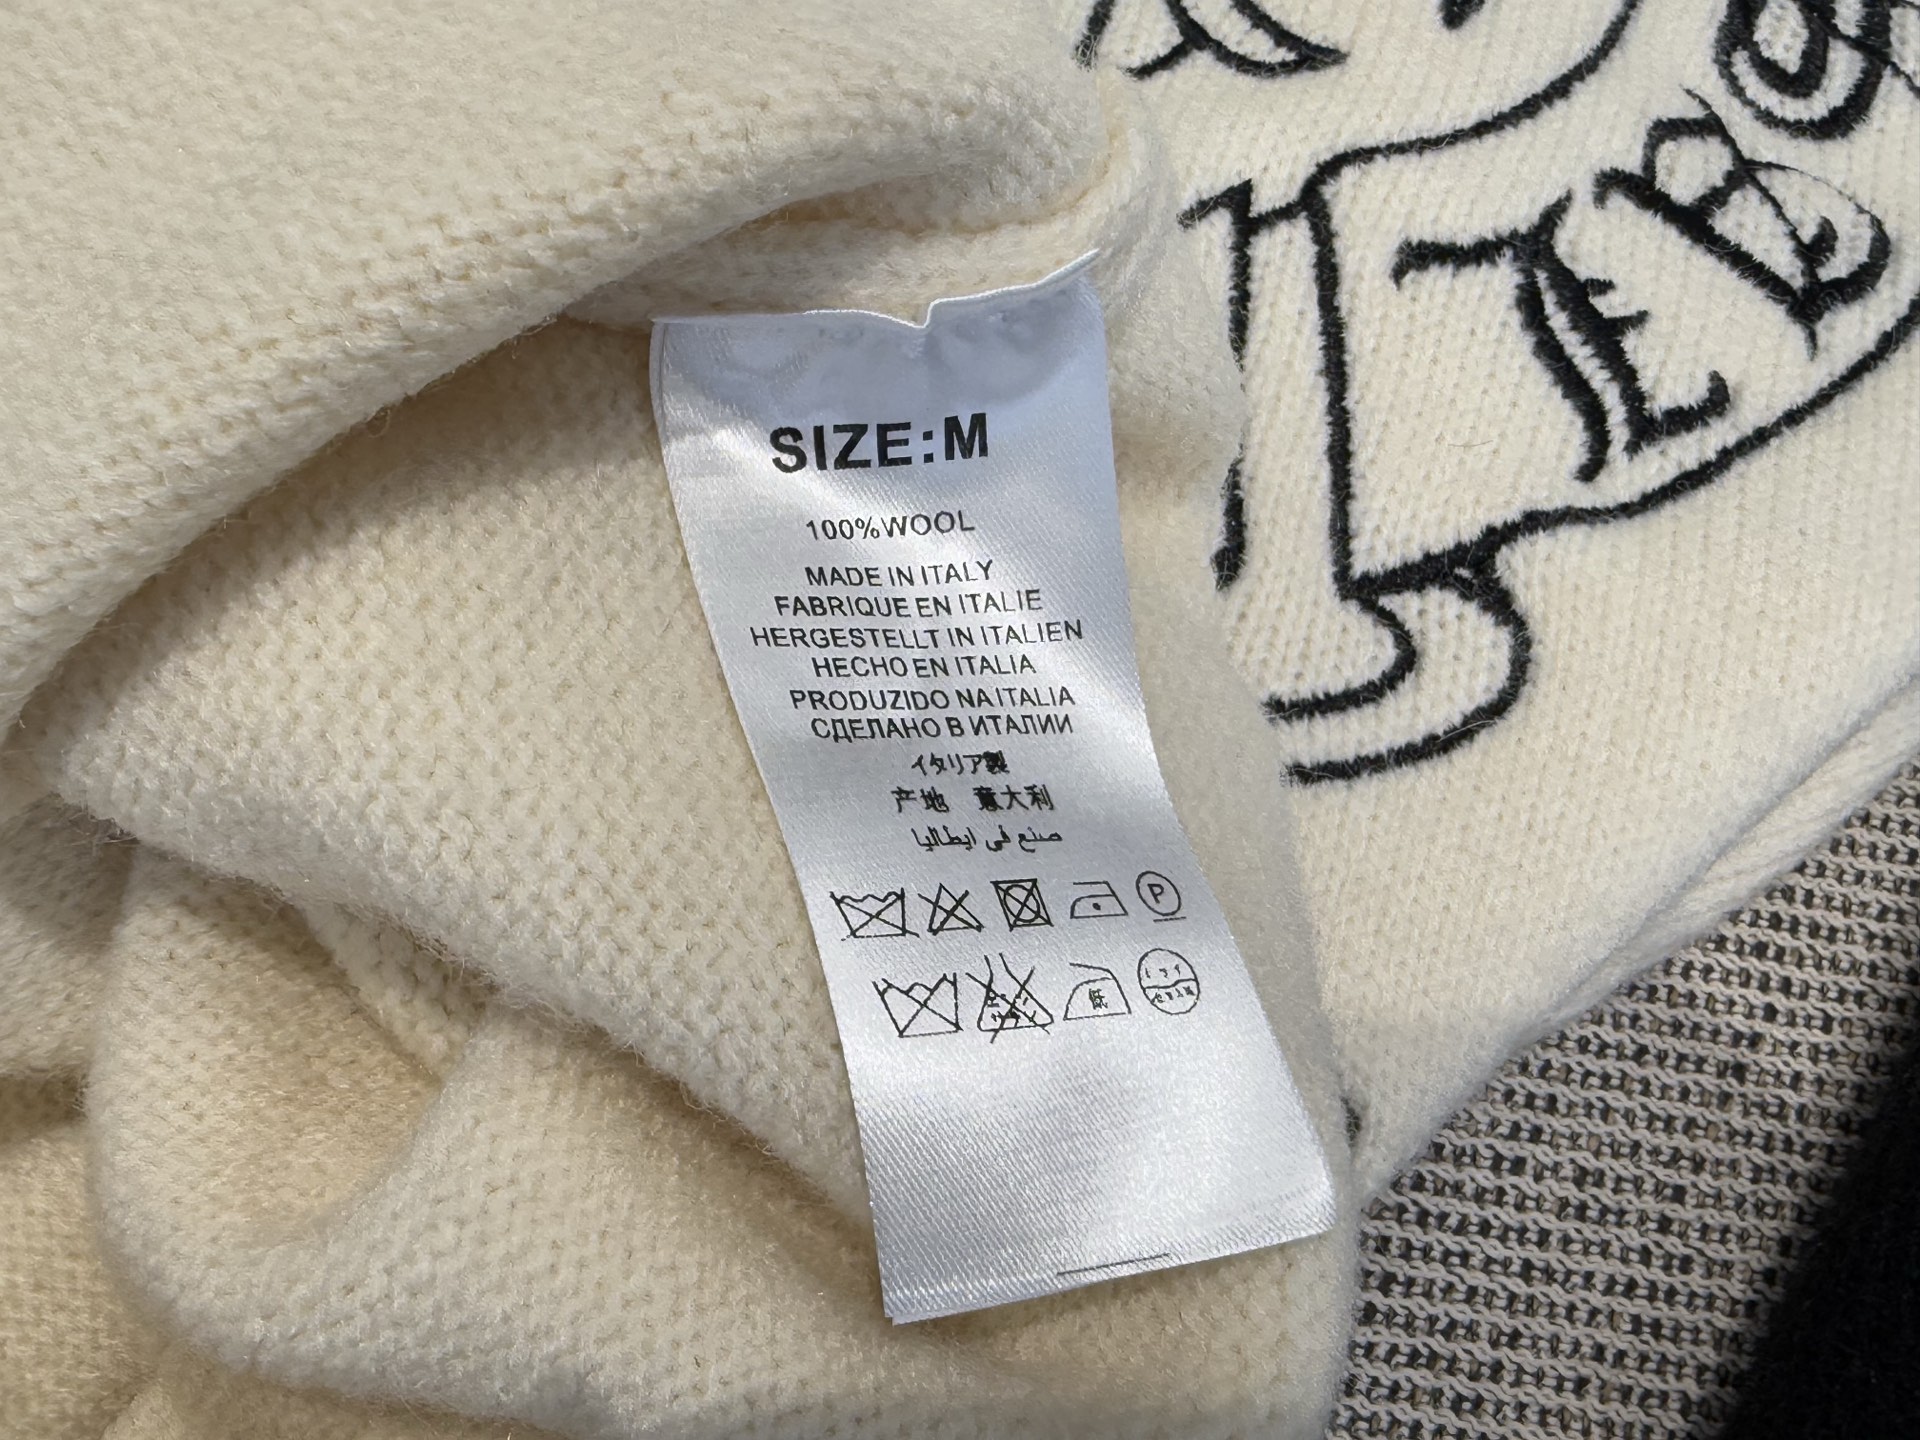 SIZE:M
100%WOOL
MADE IN ITALY
FABRIQUE EN ITALIE
HERGESTELLT IN ITALIEN
HECHO EN ITALIA
PRODUZIDO NA ITALIA
СДЕЛАНО В ИТАЛИИ
イタリア製
产地 意大利
صنع في ايطاليا
P
低